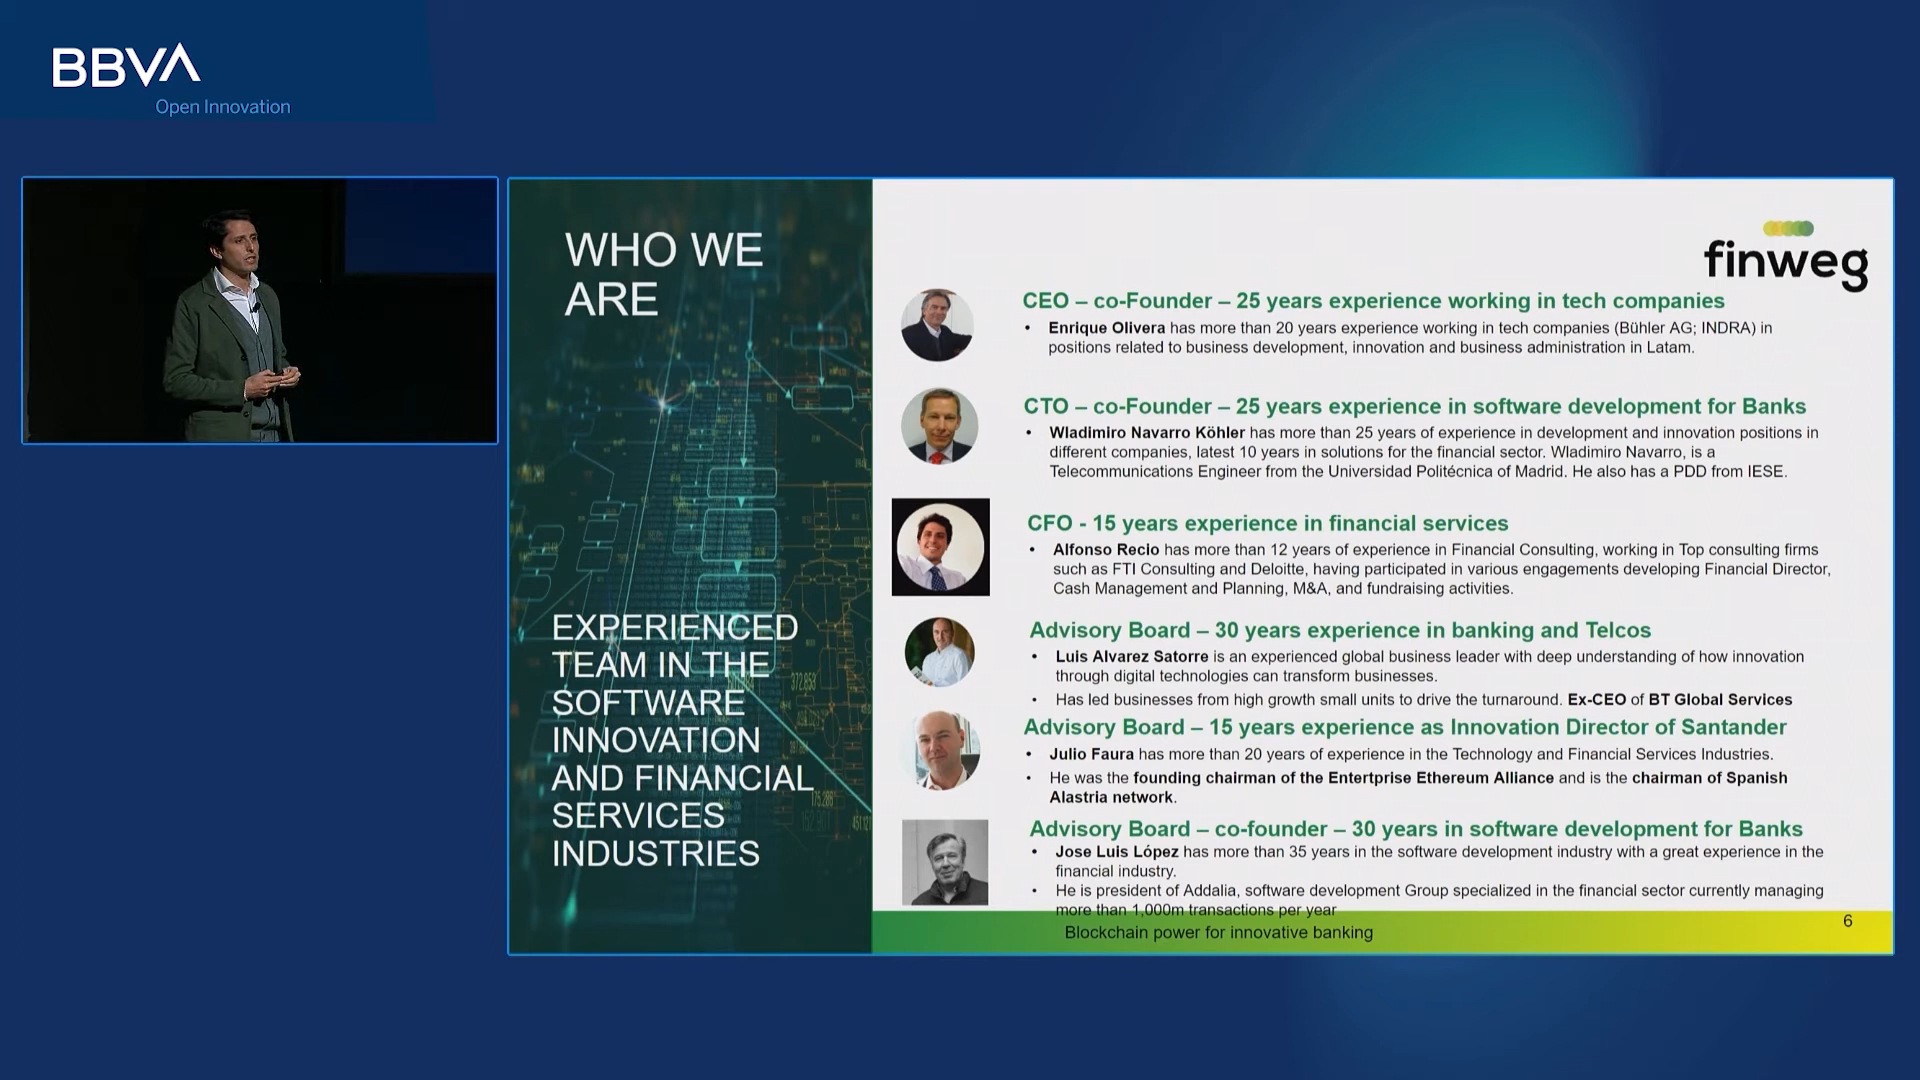 BBVA
Open Innovation
WHO WE
ARE
EXPERIENCED
TEAM IN THE
SOFTWARE
INNOVATION
AND FINANCIAL
SERVICES
INDUSTRIES
finweg
CEO – co-Founder – 25 years experience working in tech companies
• Enrique Olivera has more than 20 years experience working in tech companies (Bühler AG; INDRA) in
positions related to business development, innovation and business administration in Latam.
CTO – co-Founder – 25 years experience in software development for Banks
• Wladimiro Navarro Köhler has more than 25 years of experience in development and innovation positions in
different companies, latest 10 years in solutions for the financial sector. Wladimiro Navarro, is a
Telecommunications Engineer from the Universidad Politécnica of Madrid. He also has a PDD from IESE.
CFO - 15 years experience in financial services
• Alfonso Recio has more than 12 years of experience in Financial Consulting, working in Top consulting firms
such as FTI Consulting and Deloitte, having participated in various engagements developing Financial Director,
Cash Management and Planning, M&A, and fundraising activities.
Advisory Board – 30 years experience in banking and Telcos
• Luis Alvarez Satorre is an experienced global business leader with deep understanding of how innovation
through digital technologies can transform businesses.
• Has led businesses from high growth small units to drive the turnaround. Ex-CEO of BT Global Services
Advisory Board – 15 years experience as Innovation Director of Santander
• Julio Faura has more than 20 years of experience in the Technology and Financial Services Industries.
• He was the founding chairman of the Entertprise Ethereum Alliance and is the chairman of Spanish
Alastria network.
Advisory Board – co-founder – 30 years in software development for Banks
• Jose Luis López has more than 35 years in the software development industry with a great experience in the
financial industry.
• He is president of Addalia, software development Group specialized in the financial sector currently managing
more than 1,000m transactions per year
Blockchain power for innovative banking
6